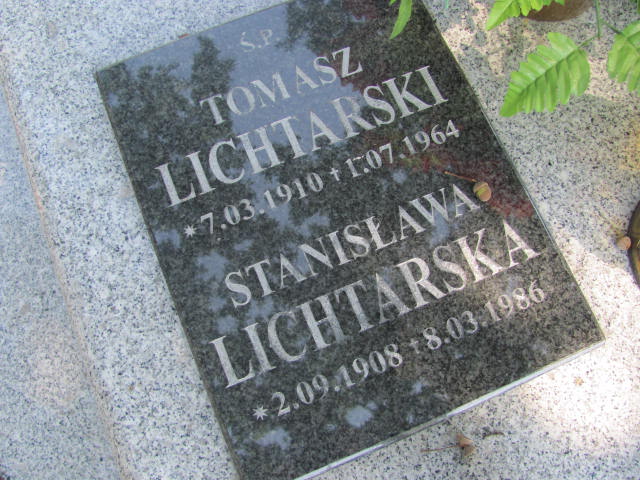 Ś.P.
TOMASZ
LICHTARSKI
*7.03.1910 +1.07.1964
STANISŁAWA
LICHTARSKA
*2.09.1908 +8.03.1986